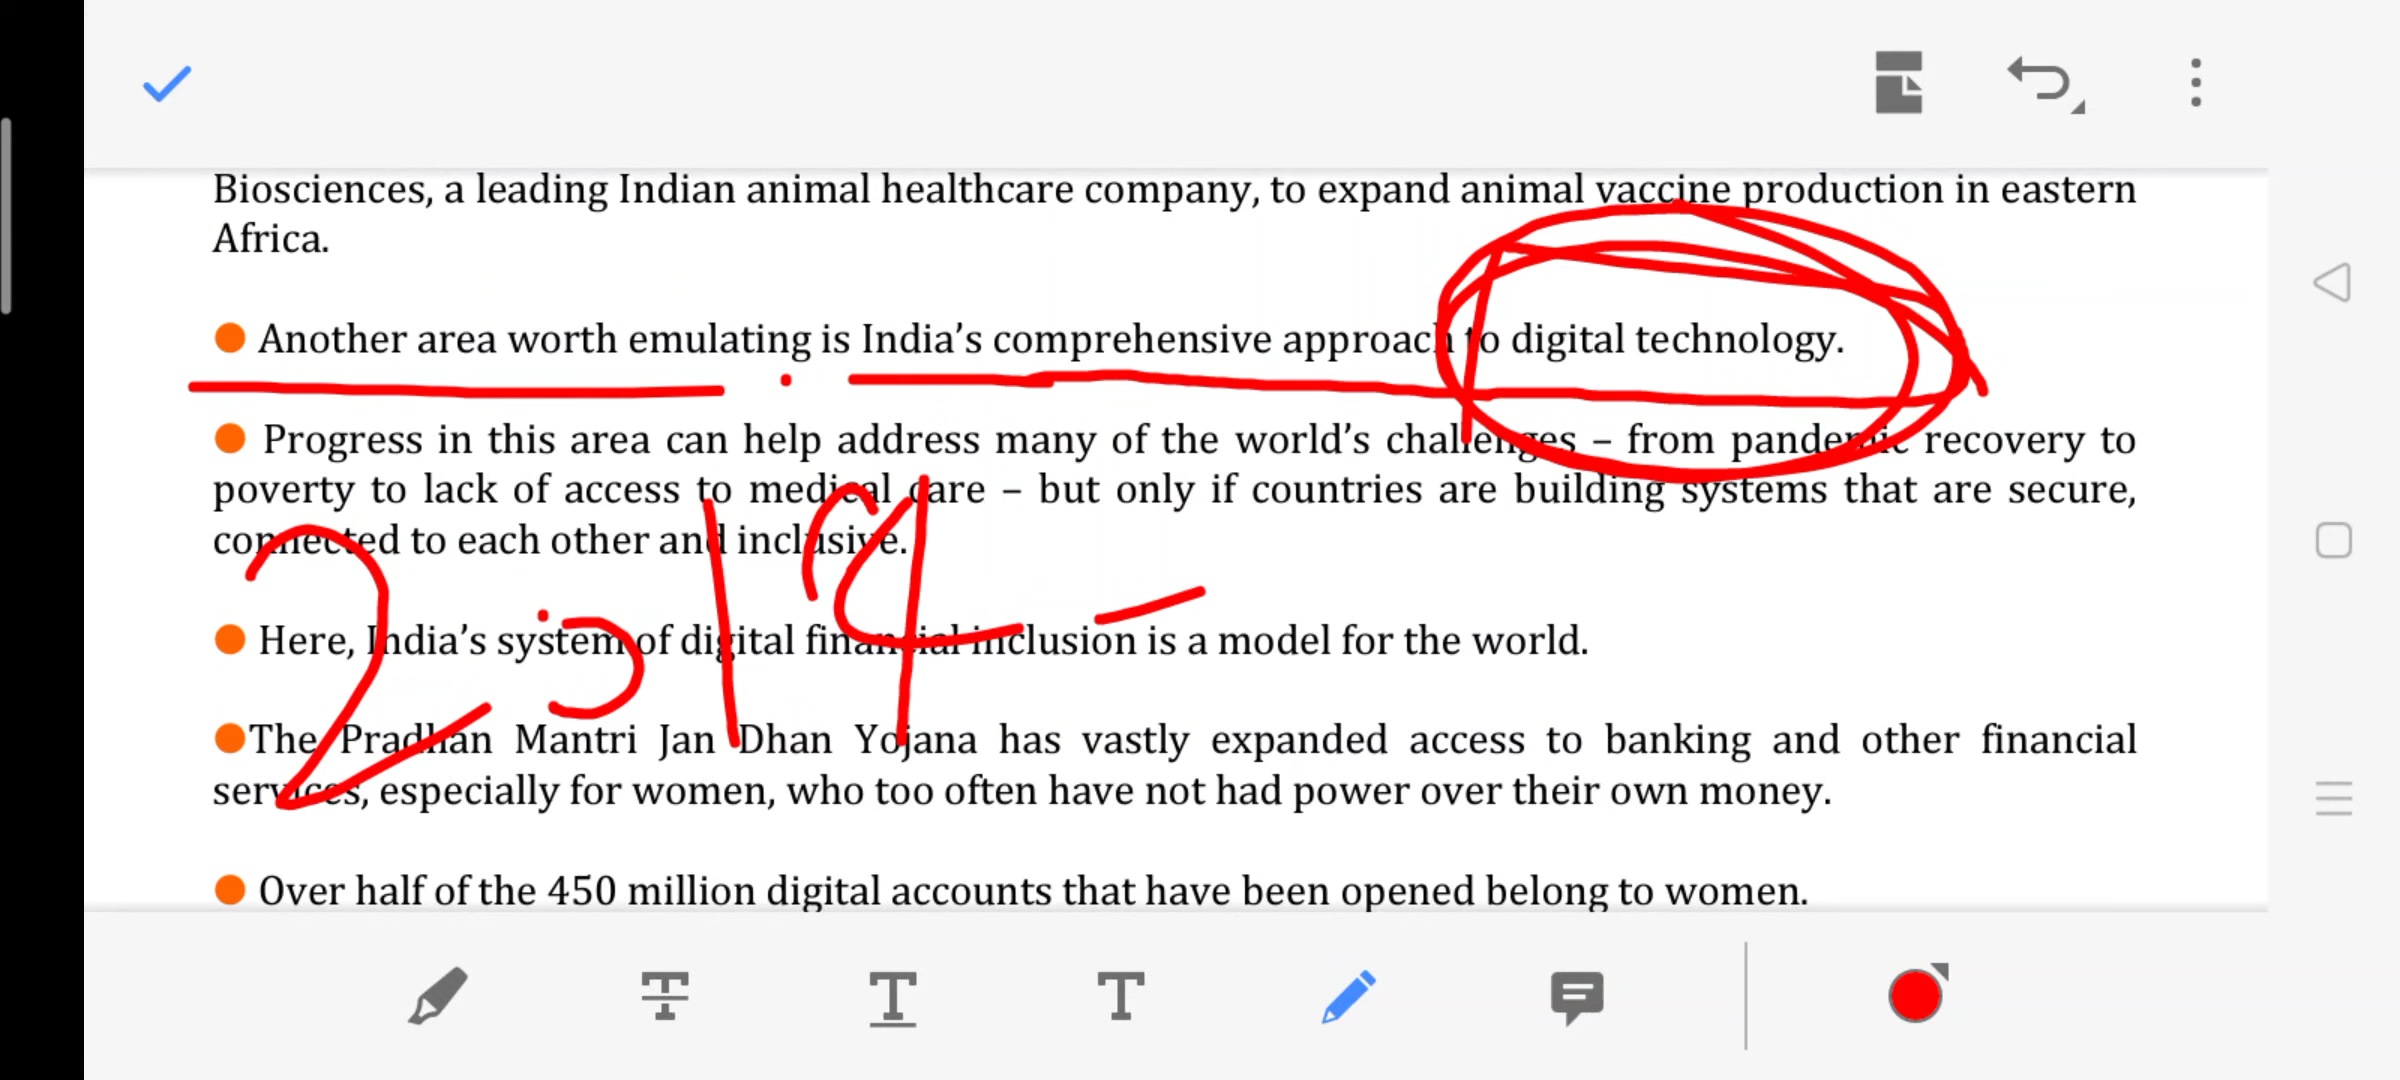 Biosciences, a leading Indian animal healthcare company, to expand animal vaccine production in eastern
Africa.
● Another area worth emulating is India’s comprehensive approach to digital technology.
● Progress in this area can help address many of the world’s challenges – from pandemic recovery to
poverty to lack of access to medical care – but only if countries are building systems that are secure,
connected to each other and inclusive.
● Here, India’s system of digital financial inclusion is a model for the world.
●The Pradhan Mantri Jan Dhan Yojana has vastly expanded access to banking and other financial
services, especially for women, who too often have not had power over their own money.
● Over half of the 450 million digital accounts that have been opened belong to women.